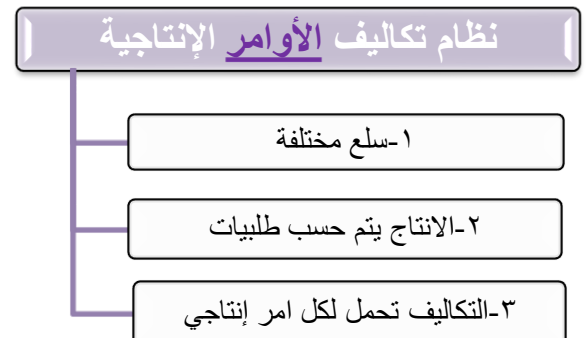 نظام تكاليف الأوامر الإنتاجية
١-سلع مختلفة
٢-الانتاج يتم حسب طلبيات
٣-التكاليف تحمل لكل امر إنتاجي